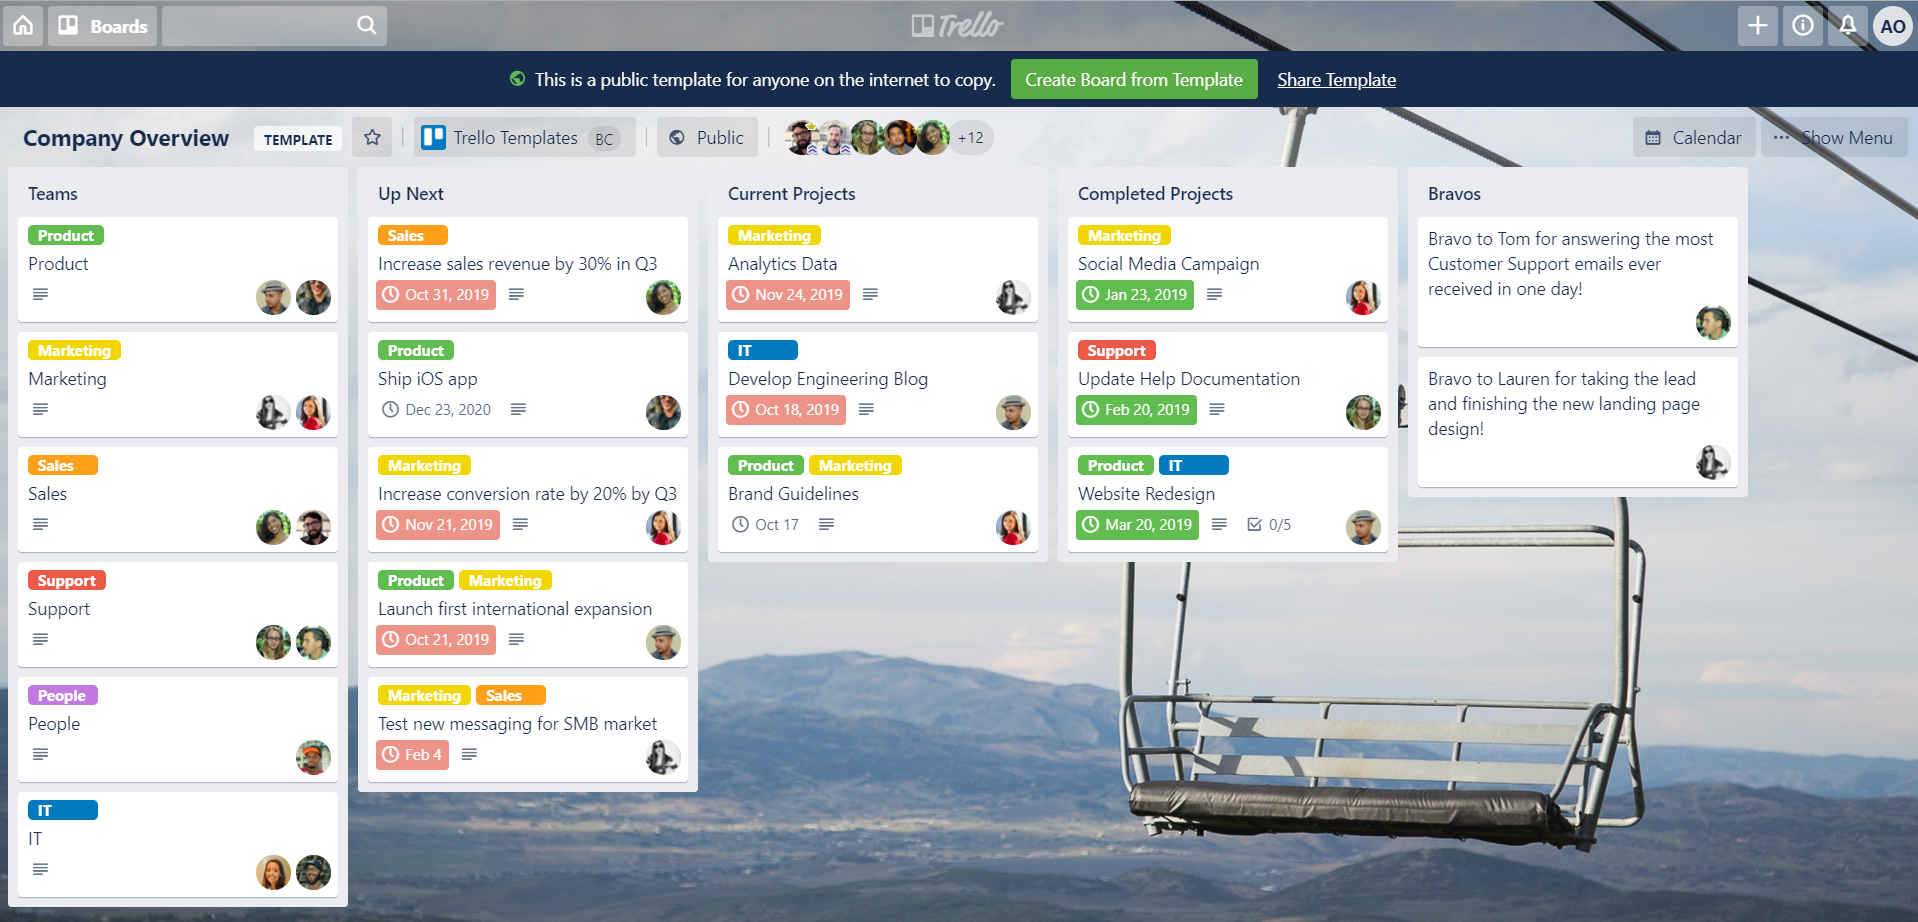 Boards
Trello
AO
This is a public template for anyone on the internet to copy.
Create Board from Template
Share Template
Company Overview
TEMPLATE
Trello Templates BC
Public
+12
Calendar
··· Show Menu
Teams
Product
Product
Marketing
Marketing
Sales
Sales
Support
Support
People
People
IT
IT
Up Next
Sales
Increase sales revenue by 30% in Q3
Oct 31, 2019
Product
Ship iOS app
Dec 23, 2020
Marketing
Increase conversion rate by 20% by Q3
Nov 21, 2019
Product Marketing
Launch first international expansion
Oct 21, 2019
Marketing Sales
Test new messaging for SMB market
Feb 4
Current Projects
Marketing
Analytics Data
Nov 24, 2019
IT
Develop Engineering Blog
Oct 18, 2019
Product Marketing
Brand Guidelines
Oct 17
Completed Projects
Marketing
Social Media Campaign
Jan 23, 2019
Support
Update Help Documentation
Feb 20, 2019
Product IT
Website Redesign
Mar 20, 2019 0/5
Bravos
Bravo to Tom for answering the most
Customer Support emails ever
received in one day!
Bravo to Lauren for taking the lead
and finishing the new landing page
design!